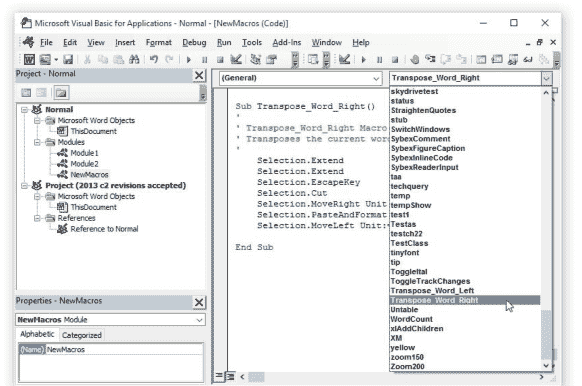 Microsoft Visual Basic for Applications - Normal - [NewMacros (Code)]
File Edit View Insert Format Debug Run Tools Add-Ins Window Help
Project - Normal
Normal
Microsoft Word Objects
ThisDocument
Modules
Module1
Module2
NewMacros
Project (2013 c2 revisions accepted)
Microsoft Word Objects
ThisDocument
References
Reference to Normal
Properties - NewMacros
NewMacros Module
Alphabetic Categorized
(Name) NewMacros
(General)
Transpose_Word_Right
Sub Transpose_Word_Right()
'
' Transpose_Word_Right Macro
' Transposes the current wor
'
Selection.Extend
Selection.Extend
Selection.EscapeKey
Selection.Cut
Selection.MoveRight Unit
Selection.PasteAndFormat
Selection.MoveLeft Unit:
End Sub
skydrivetest
status
StraightenQuotes
stub
SwitchWindows
SybexComment
SybexFigureCaption
SybexInlineCode
SybexReaderInput
taa
techquery
temp
tempShow
test1
Testas
testch22
TestClass
tinyfont
tip
ToggleItal
ToggleTrackChanges
Transpose_Word_Left
Transpose_Word_Right
Untable
WordCount
xlAddChildren
XM
yellow
zoom150
Zoom200